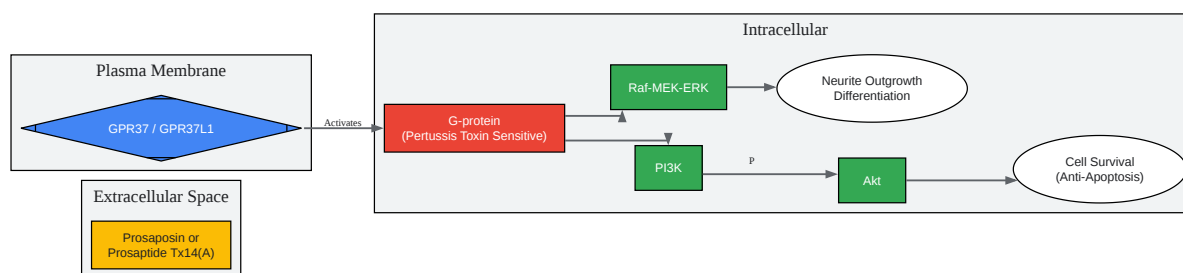 Plasma Membrane
GPR37 / GPR37L1
Activates
Extracellular Space
Prosaposin or
Prosaptide Tx14(A)
Intracellular
G-protein
(Pertussis Toxin Sensitive)
Raf-MEK-ERK
Neurite Outgrowth
Differentiation
PI3K
P
Akt
Cell Survival
(Anti-Apoptosis)